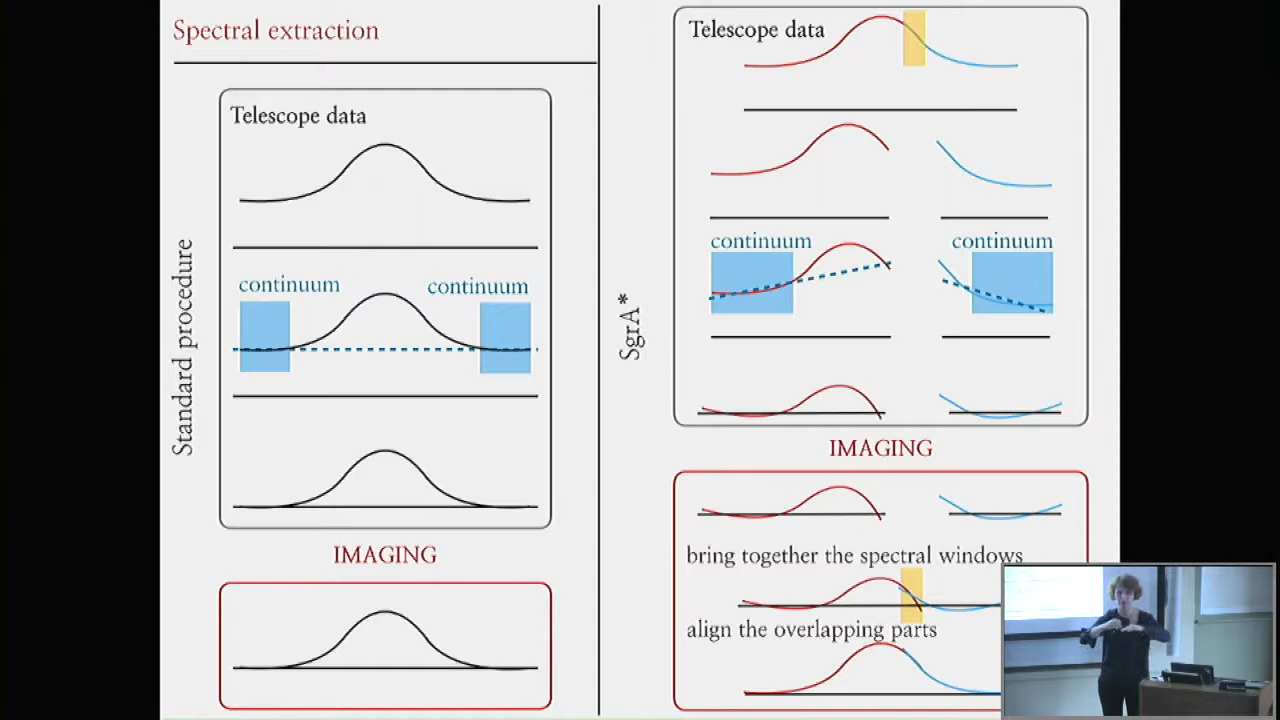 Spectral extraction
Standard procedure
Telescope data
continuum
continuum
IMAGING
SgrA*
Telescope data
continuum
continuum
IMAGING
bring together the spectral windows
align the overlapping parts